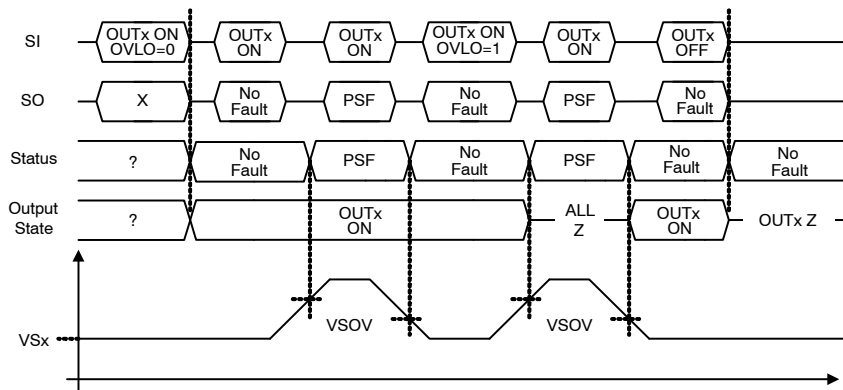 SI
OUTx ON
OVLO=0
OUTx
ON
OUTx
ON
OUTx ON
OVLO=1
OUTx
ON
OUTx
OFF
SO
X
No
Fault
PSF
No
Fault
PSF
No
Fault
Status
?
No
Fault
PSF
No
Fault
PSF
No
Fault
No
Fault
Output
State
?
OUTx
ON
ALL
Z
OUTx
ON
OUTx Z
VSx
VSOV
VSOV